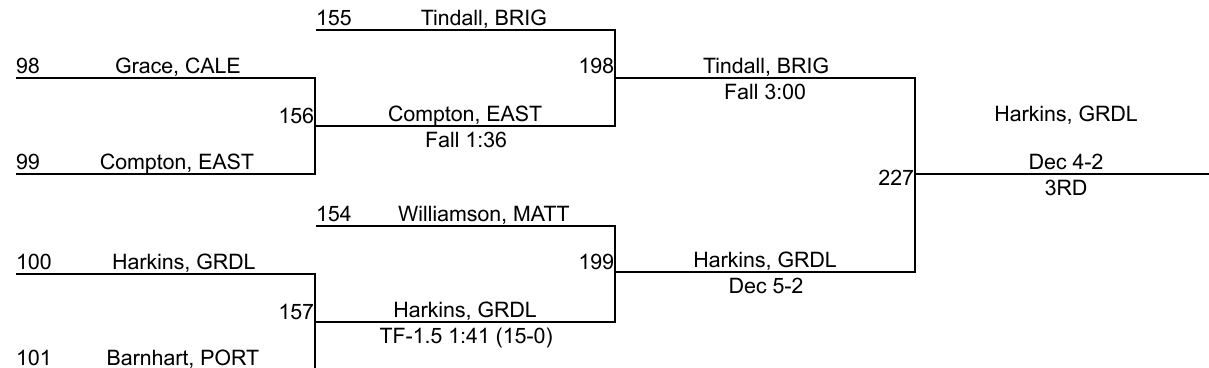 155 Tindall, BRIG
98 Grace, CALE
198 Tindall, BRIG
Fall 3:00
156 Compton, EAST
Fall 1:36
Harkins, GRDL
99 Compton, EAST
Dec 4-2
227
3RD
154 Williamson, MATT
100 Harkins, GRDL
199 Harkins, GRDL
Dec 5-2
157 Harkins, GRDL
TF-1.5 1:41 (15-0)
101 Barnhart, PORT